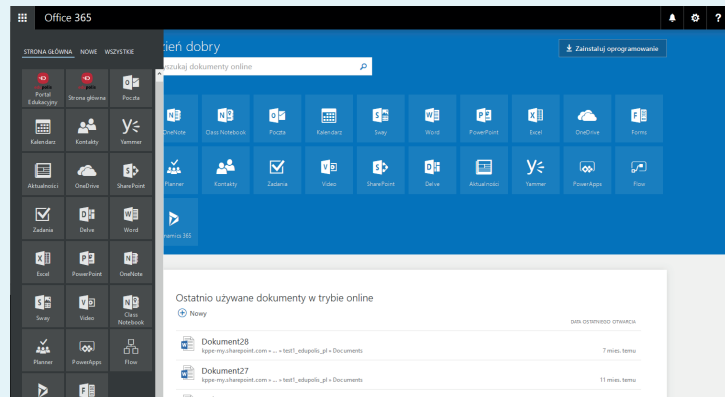 Office 365
?
STRONA GŁÓWNA NOWE WSZYSTKIE
Portal Edukacyjny
Strona główna
Poczta
Kalendarz
Kontakty
Yammer
Aktualności
OneDrive
SharePoint
Zadania
Delve
Word
Excel
PowerPoint
OneNote
Sway
Video
Class Notebook
Planner
PowerApps
Flow
zień dobry
yszukaj dokumenty online
Zainstaluj oprogramowanie
OneNote
Class Notebook
Poczta
Kalendarz
Sway
Word
PowerPoint
Excel
OneDrive
Forms
Planner
Kontakty
Zadania
Video
SharePoint
Delve
Aktualności
Yammer
PowerApps
Flow
namics 365
Ostatnio używane dokumenty w trybie online
Nowy
DATA OSTATNIEGO OTWARCIA
Dokument28
kppe-my.sharepoint.com » ... » test1_edupolis_pl » Documents
7 mies. temu
Dokument27
kppe-my.sharepoint.com » ... » test1_edupolis_pl » Documents
11 mies. temu